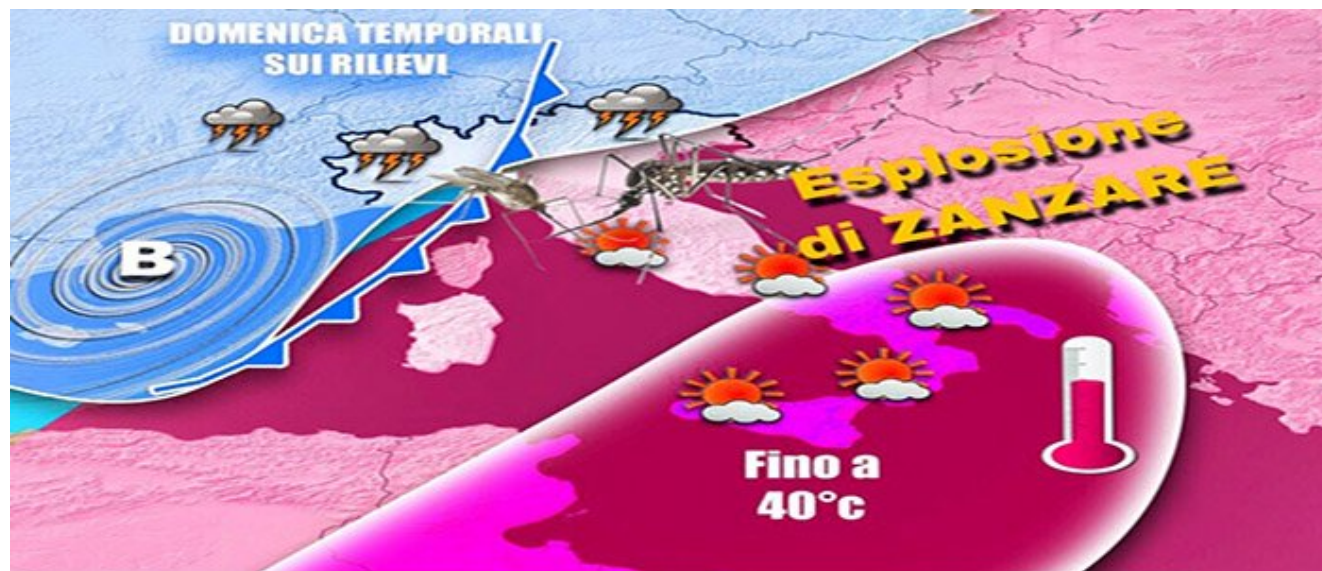 DOMENICA TEMPORALI
SUI RILIEVI
Esplosione
di ZANZARE
B
Fino a
40°c